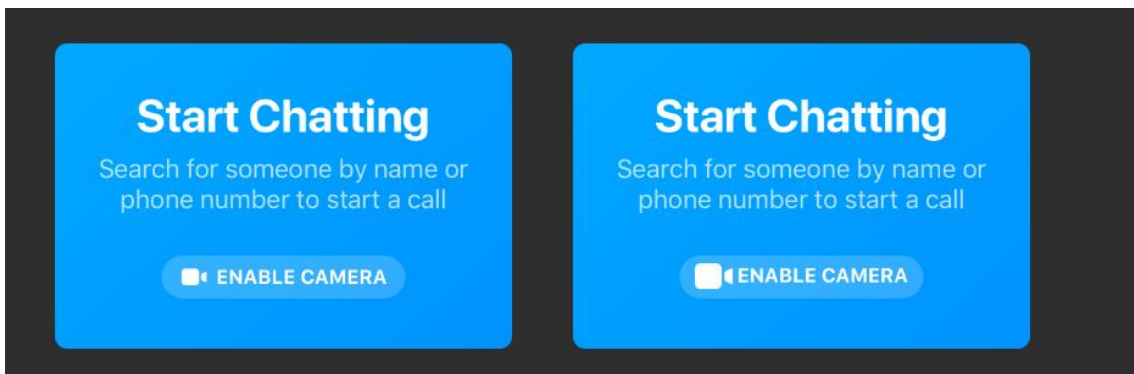 Start Chatting
Search for someone by name or
phone number to start a call
ENABLE CAMERA
Start Chatting
Search for someone by name or
phone number to start a call
ENABLE CAMERA